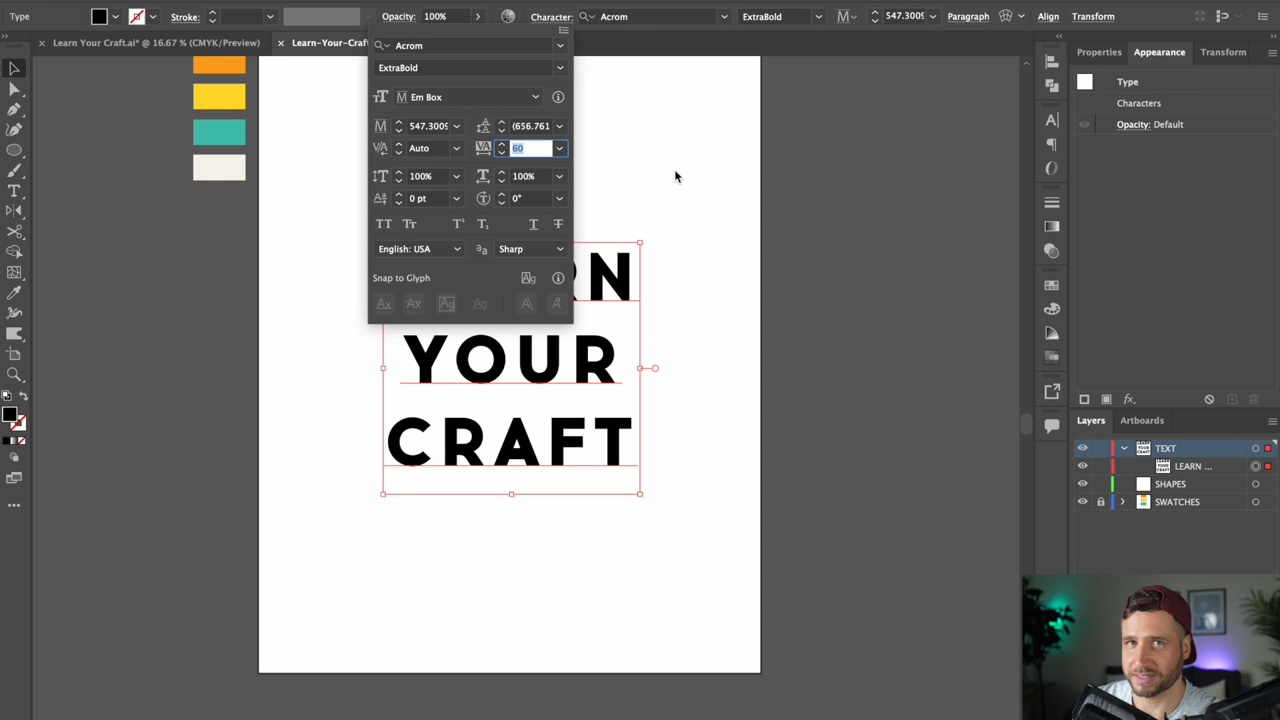 Type Stroke: Opacity: 100% Character: Acrom ExtraBold 547.3009 Paragraph Align Transform
× Learn Your Craft.ai* @ 16.67 % (CMYK/Preview) × Learn-Your-Craf
Acrom
ExtraBold
Em Box
547.3009 (656.761
Auto 60
100% 100%
0 pt 0°
English: USA Sharp
Snap to Glyph
RN
YOUR
CRAFT
Properties Appearance Transform
Type
Characters
Opacity: Default
Layers Artboards
TEXT
LEARN ...
SHAPES
SWATCHES